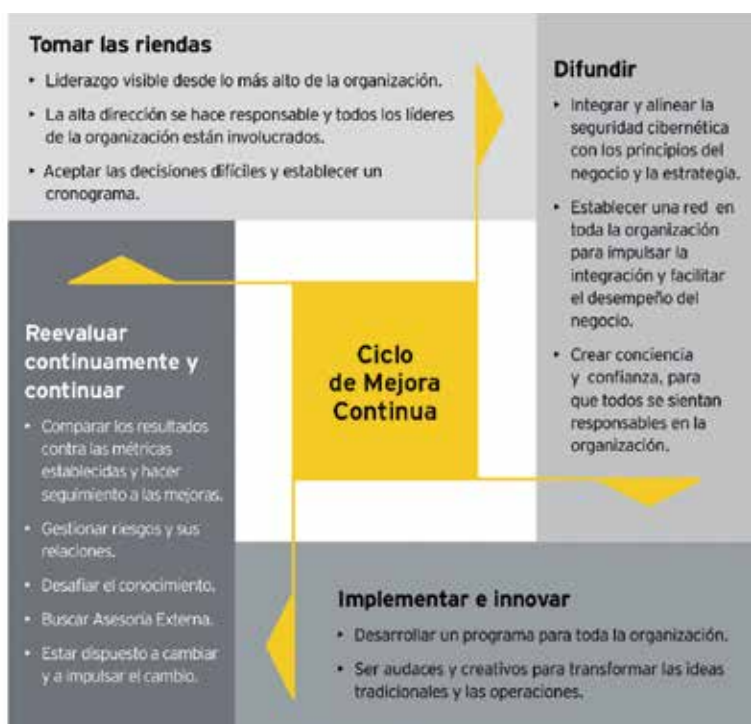 Tomar las riendas
• Liderazgo visible desde lo más alto de la organización.
• La alta dirección se hace responsable y todos los líderes
de la organización están involucrados.
• Aceptar las decisiones difíciles y establecer un
cronograma.
Difundir
• Integrar y alinear la
seguridad cibernética
con los principios del
negocio y la estrategia.
• Establecer una red en
toda la organización
para impulsar la
integración y facilitar
el desempeño del
negocio.
• Crear conciencia
y confianza, para
que todos se sientan
responsables en la
organización.
Ciclo
de Mejora
Continua
Implementar e innovar
• Desarrollar un programa para toda la organización.
• Ser audaces y creativos para transformar las ideas
tradicionales y las operaciones.
Reevaluar
continuamente y
continuar
• Comparar los resultados
contra las métricas
establecidas y hacer
seguimiento a las mejoras.
• Gestionar riesgos y sus
relaciones.
• Desafiar el conocimiento.
• Buscar Asesoría Externa.
• Estar dispuesto a cambiar
y a impulsar el cambio.